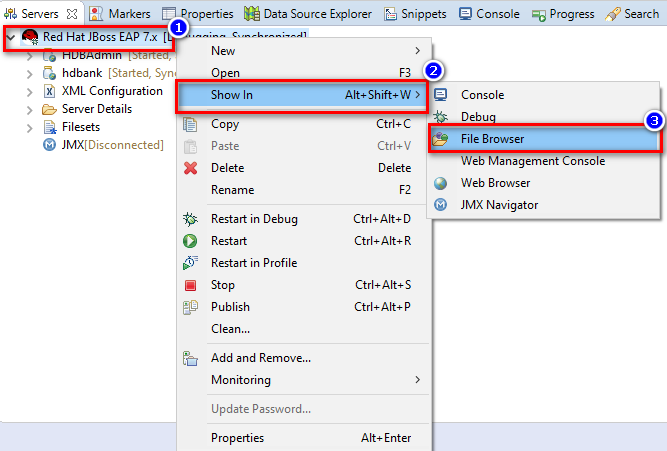 Servers Markers Properties Data Source Explorer Snippets Console Progress Search
1
Red Hat JBoss EAP 7.x [ gging, Synchronized]
HDBAdmin [Started,
hdbank [Started, Sync
XML Configuration
Server Details
Filesets
JMX[Disconnected]
New
Open F3
2
Show In Alt+Shift+W
Copy Ctrl+C
Paste Ctrl+V
Delete Delete
Rename F2
Restart in Debug Ctrl+Alt+D
Restart Ctrl+Alt+R
Restart in Profile
Stop Ctrl+Alt+S
Publish Ctrl+Alt+P
Clean...
Add and Remove...
Monitoring
Update Password...
Properties Alt+Enter
Console
Debug
3
File Browser
Web Management Console
Web Browser
JMX Navigator